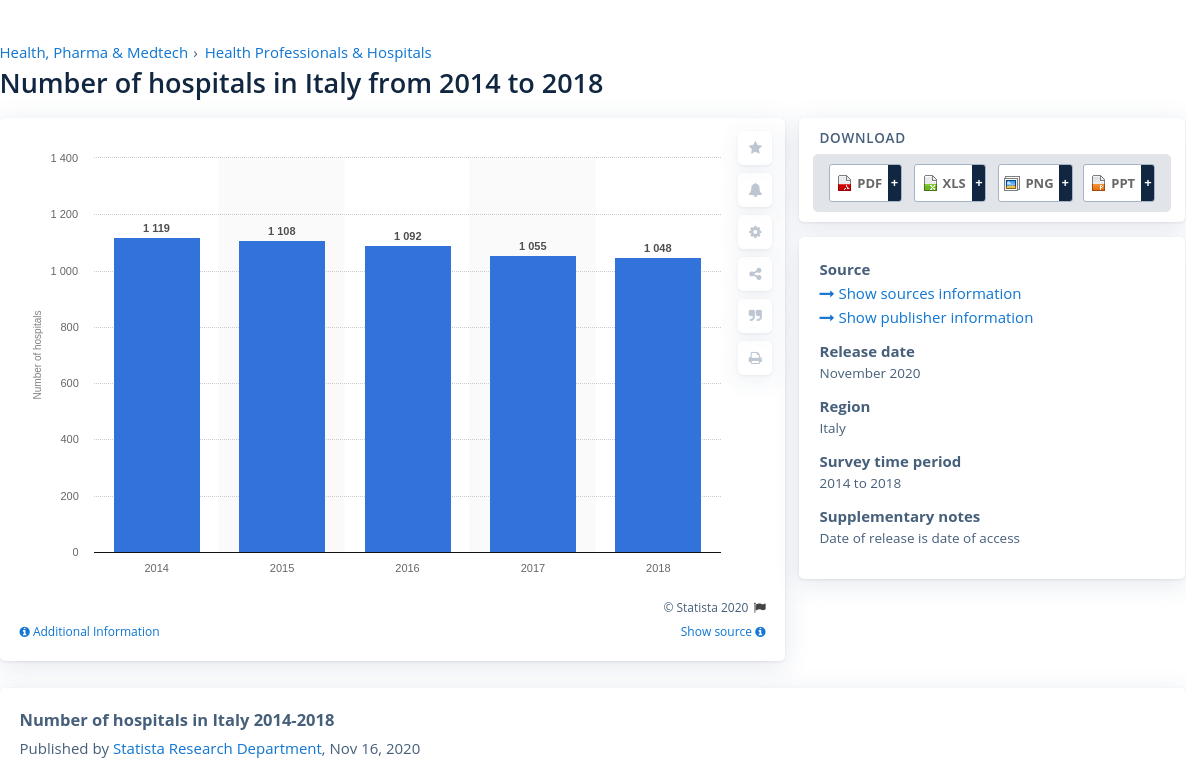 Health, Pharma & Medtech › Health Professionals & Hospitals
Number of hospitals in Italy from 2014 to 2018
1 400
1 200
1 000
800
600
400
200
0
Number of hospitals
1 119
1 108
1 092
1 055
1 048
2014 2015 2016 2017 2018
© Statista 2020
Additional Information
Show source
DOWNLOAD
PDF + XLS + PNG + PPT +
Source
Show sources information
Show publisher information
Release date
November 2020
Region
Italy
Survey time period
2014 to 2018
Supplementary notes
Date of release is date of access
Number of hospitals in Italy 2014-2018
Published by Statista Research Department, Nov 16, 2020